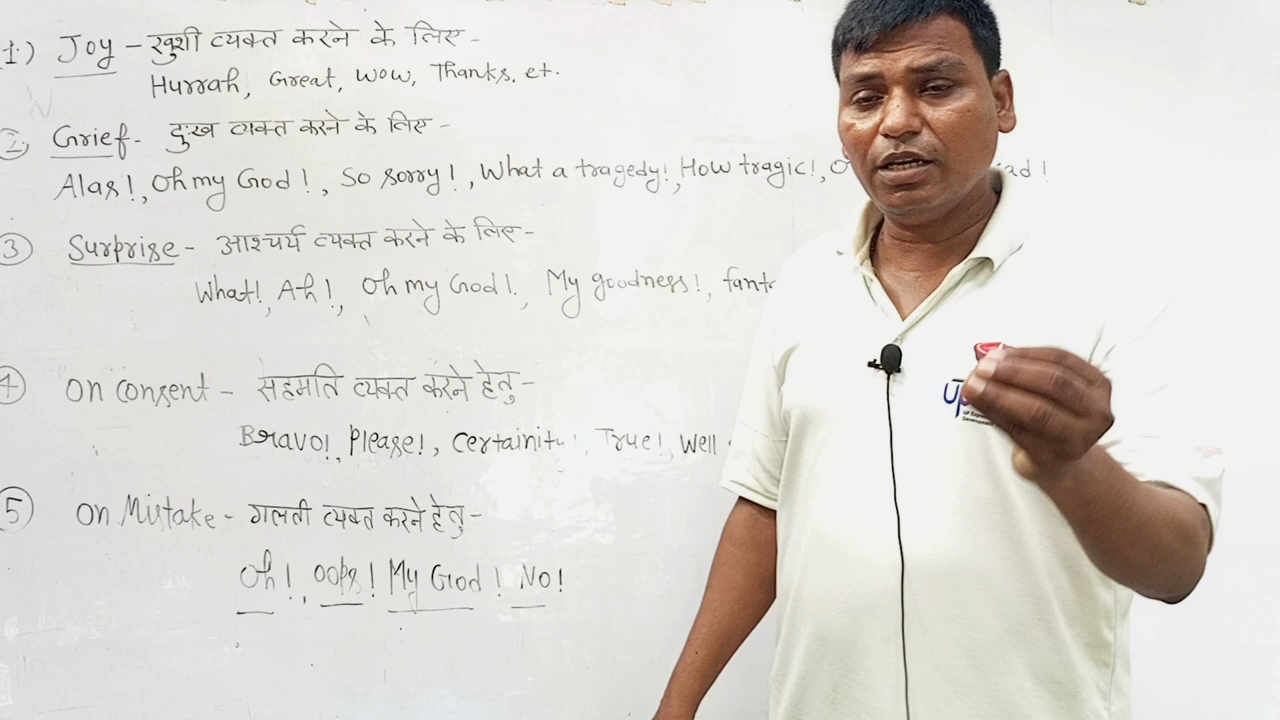 1) Joy - खुशी व्यक्त करने के लिए -
Hurrah, Great, wow, Thanks, et.
2 Grief - दुःख व्यक्त करने के लिए -
Alas!, Oh my God!, So sorry!, What a tragedy!, How tragic!,
3 Surprise - आश्चर्य व्यक्त करने के लिए -
What!, Ah!, Oh my God!, My goodness!,
4 on consent - सहमति व्यक्त करने हेतु -
Bravo!, Please!, certainity!, True!, Well
5 on Mistake - गलती व्यक्त करने हेतु -
Oh!, oops! My God! No!
UP